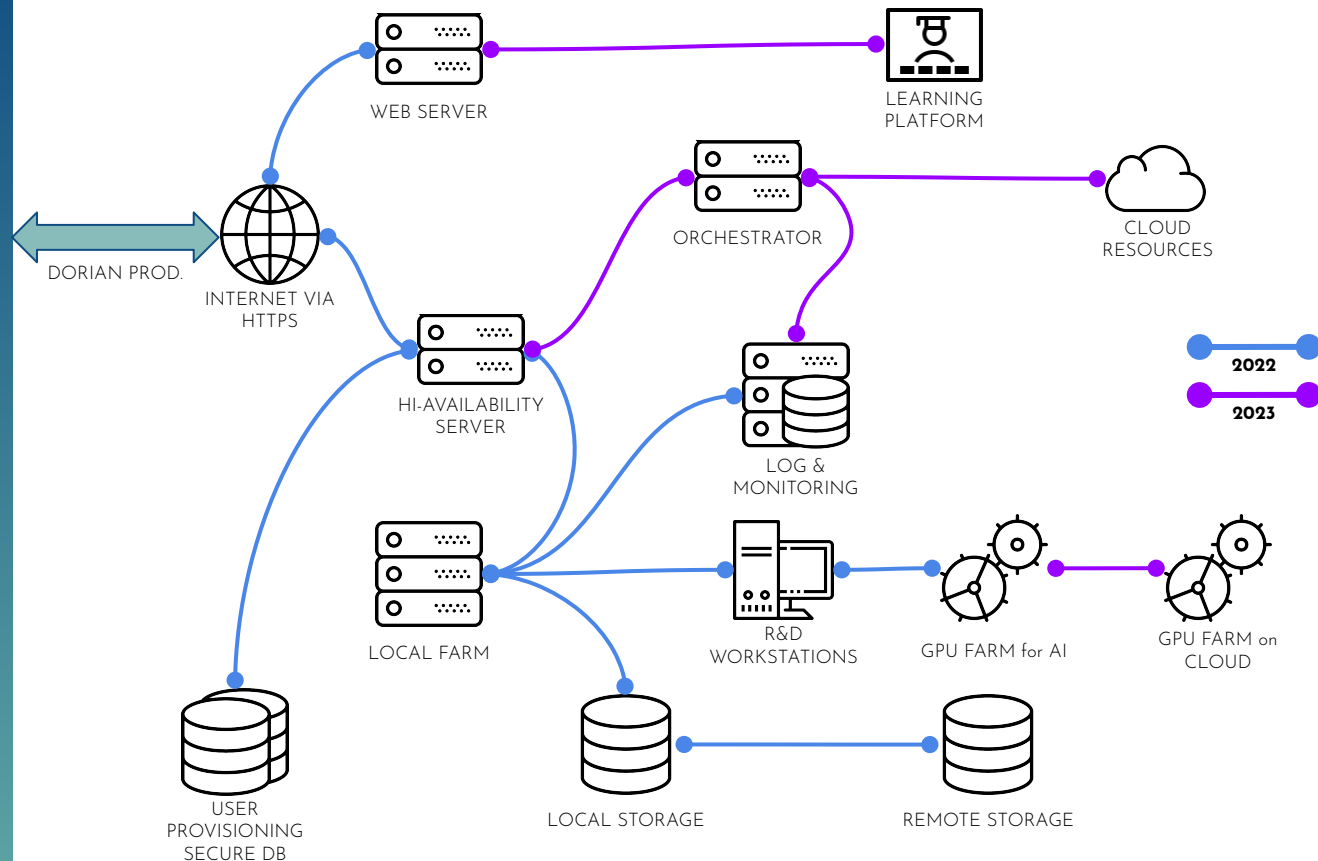 WEB SERVER
LEARNING
PLATFORM
ORCHESTRATOR
CLOUD
RESOURCES
DORIAN PROD.
INTERNET VIA
HTTPS
HI-AVAILABILITY
SERVER
2022
2023
LOG &
MONITORING
LOCAL FARM
R&D
WORKSTATIONS
GPU FARM for AI
GPU FARM on
CLOUD
USER
PROVISIONING
SECURE DB
LOCAL STORAGE
REMOTE STORAGE